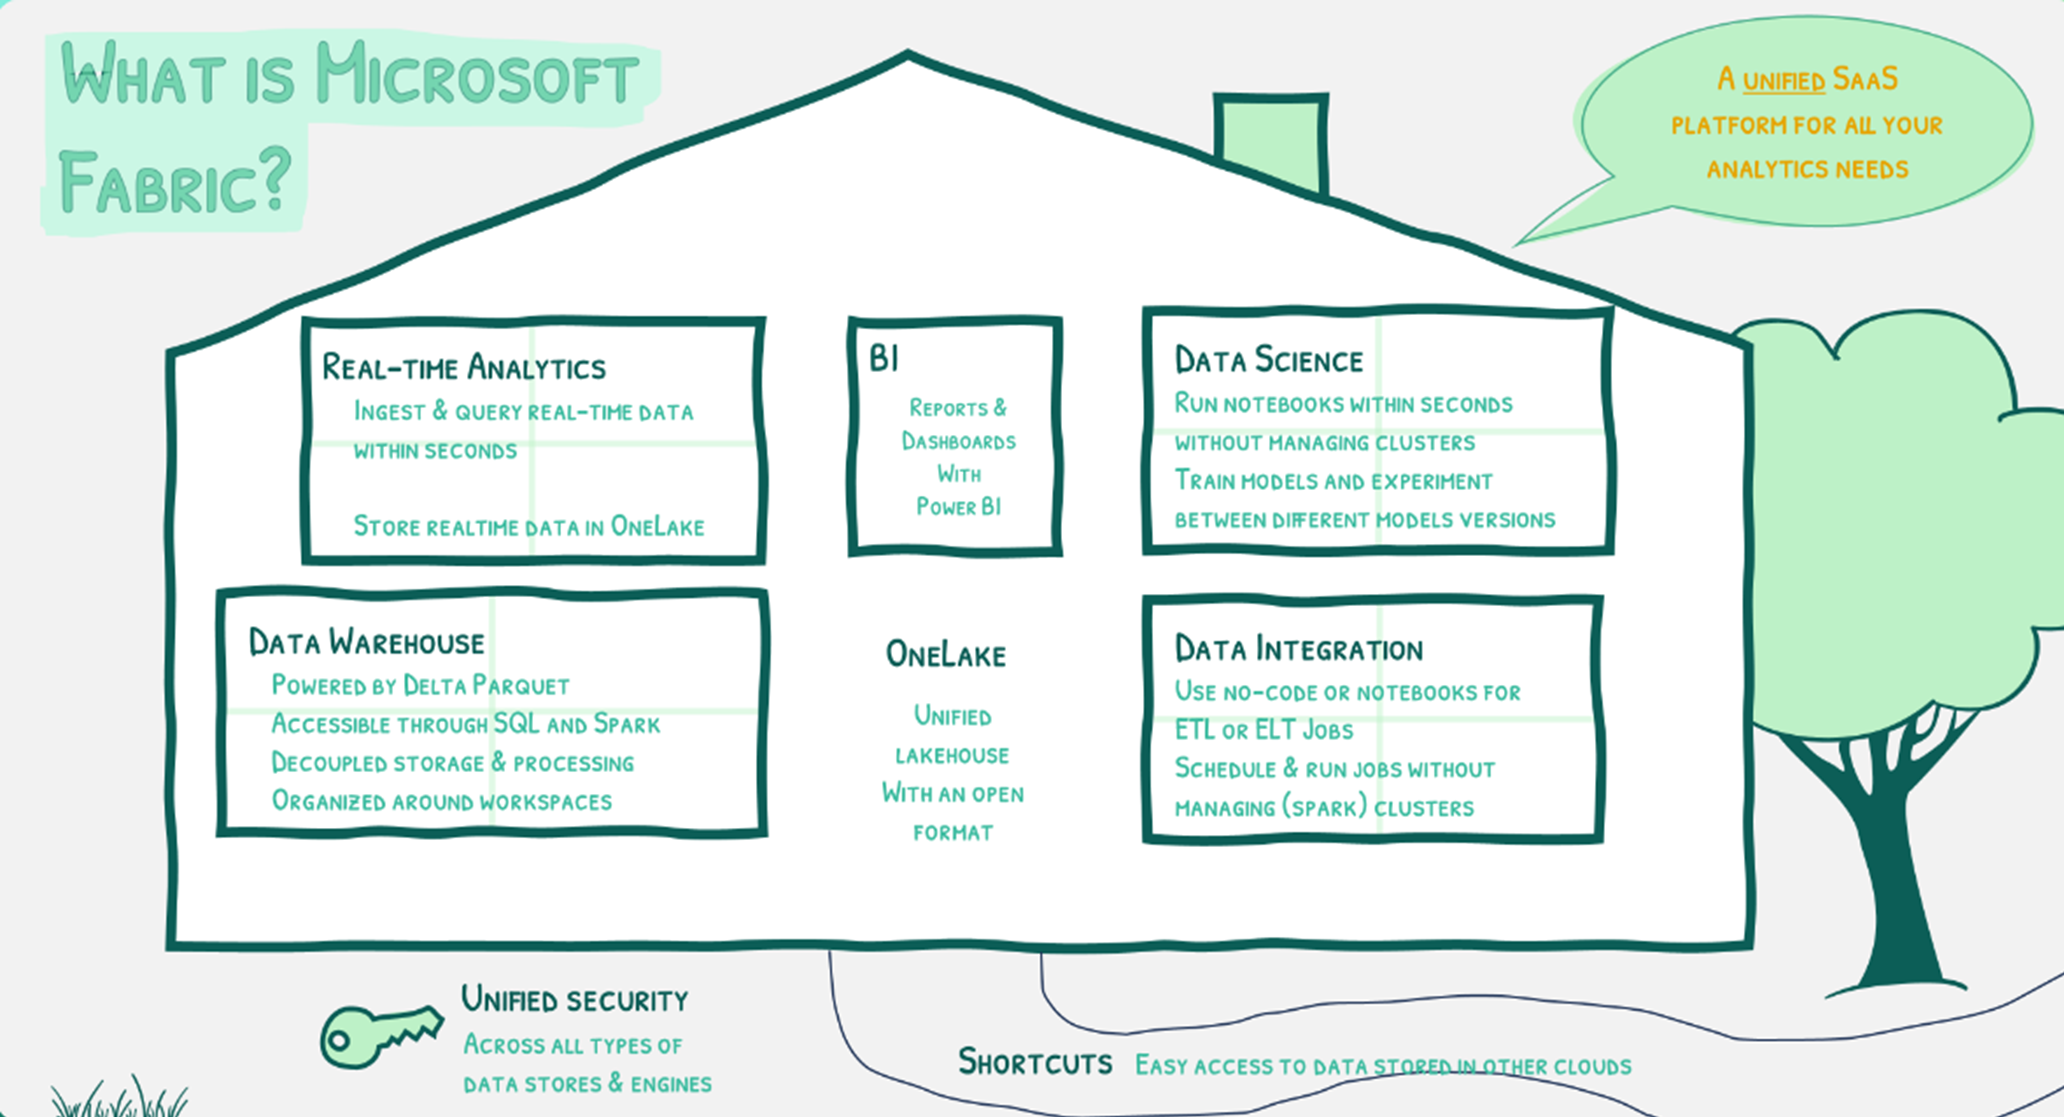 What is Microsoft
Fabric?
A unified SaaS
platform for all your
analytics needs
Real-time Analytics
Ingest & query real-time data
within seconds
Store realtime data in OneLake
BI
Reports &
Dashboards
With
Power BI
Data Science
Run notebooks within seconds
without managing clusters
Train models and experiment
between different models versions
Data Warehouse
Powered by Delta Parquet
Accessible through SQL and Spark
Decoupled storage & processing
Organized around workspaces
OneLake
Unified
lakehouse
With an open
format
Data Integration
Use no-code or notebooks for
ETL or ELT Jobs
Schedule & run jobs without
managing (spark) clusters
Unified security
Across all types of
data stores & engines
Shortcuts Easy access to data stored in other clouds